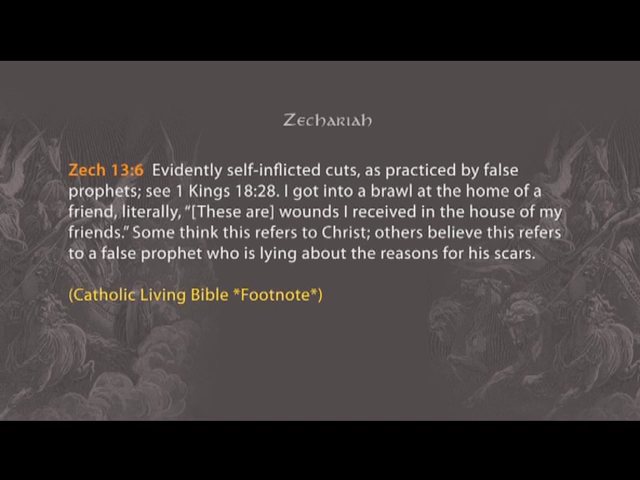 Zechariah
Zech 13:6 Evidently self-inflicted cuts, as practiced by false
prophets; see 1 Kings 18:28. I got into a brawl at the home of a
friend, literally, “[These are] wounds I received in the house of my
friends.” Some think this refers to Christ; others believe this refers
to a false prophet who is lying about the reasons for his scars.
(Catholic Living Bible *Footnote*)